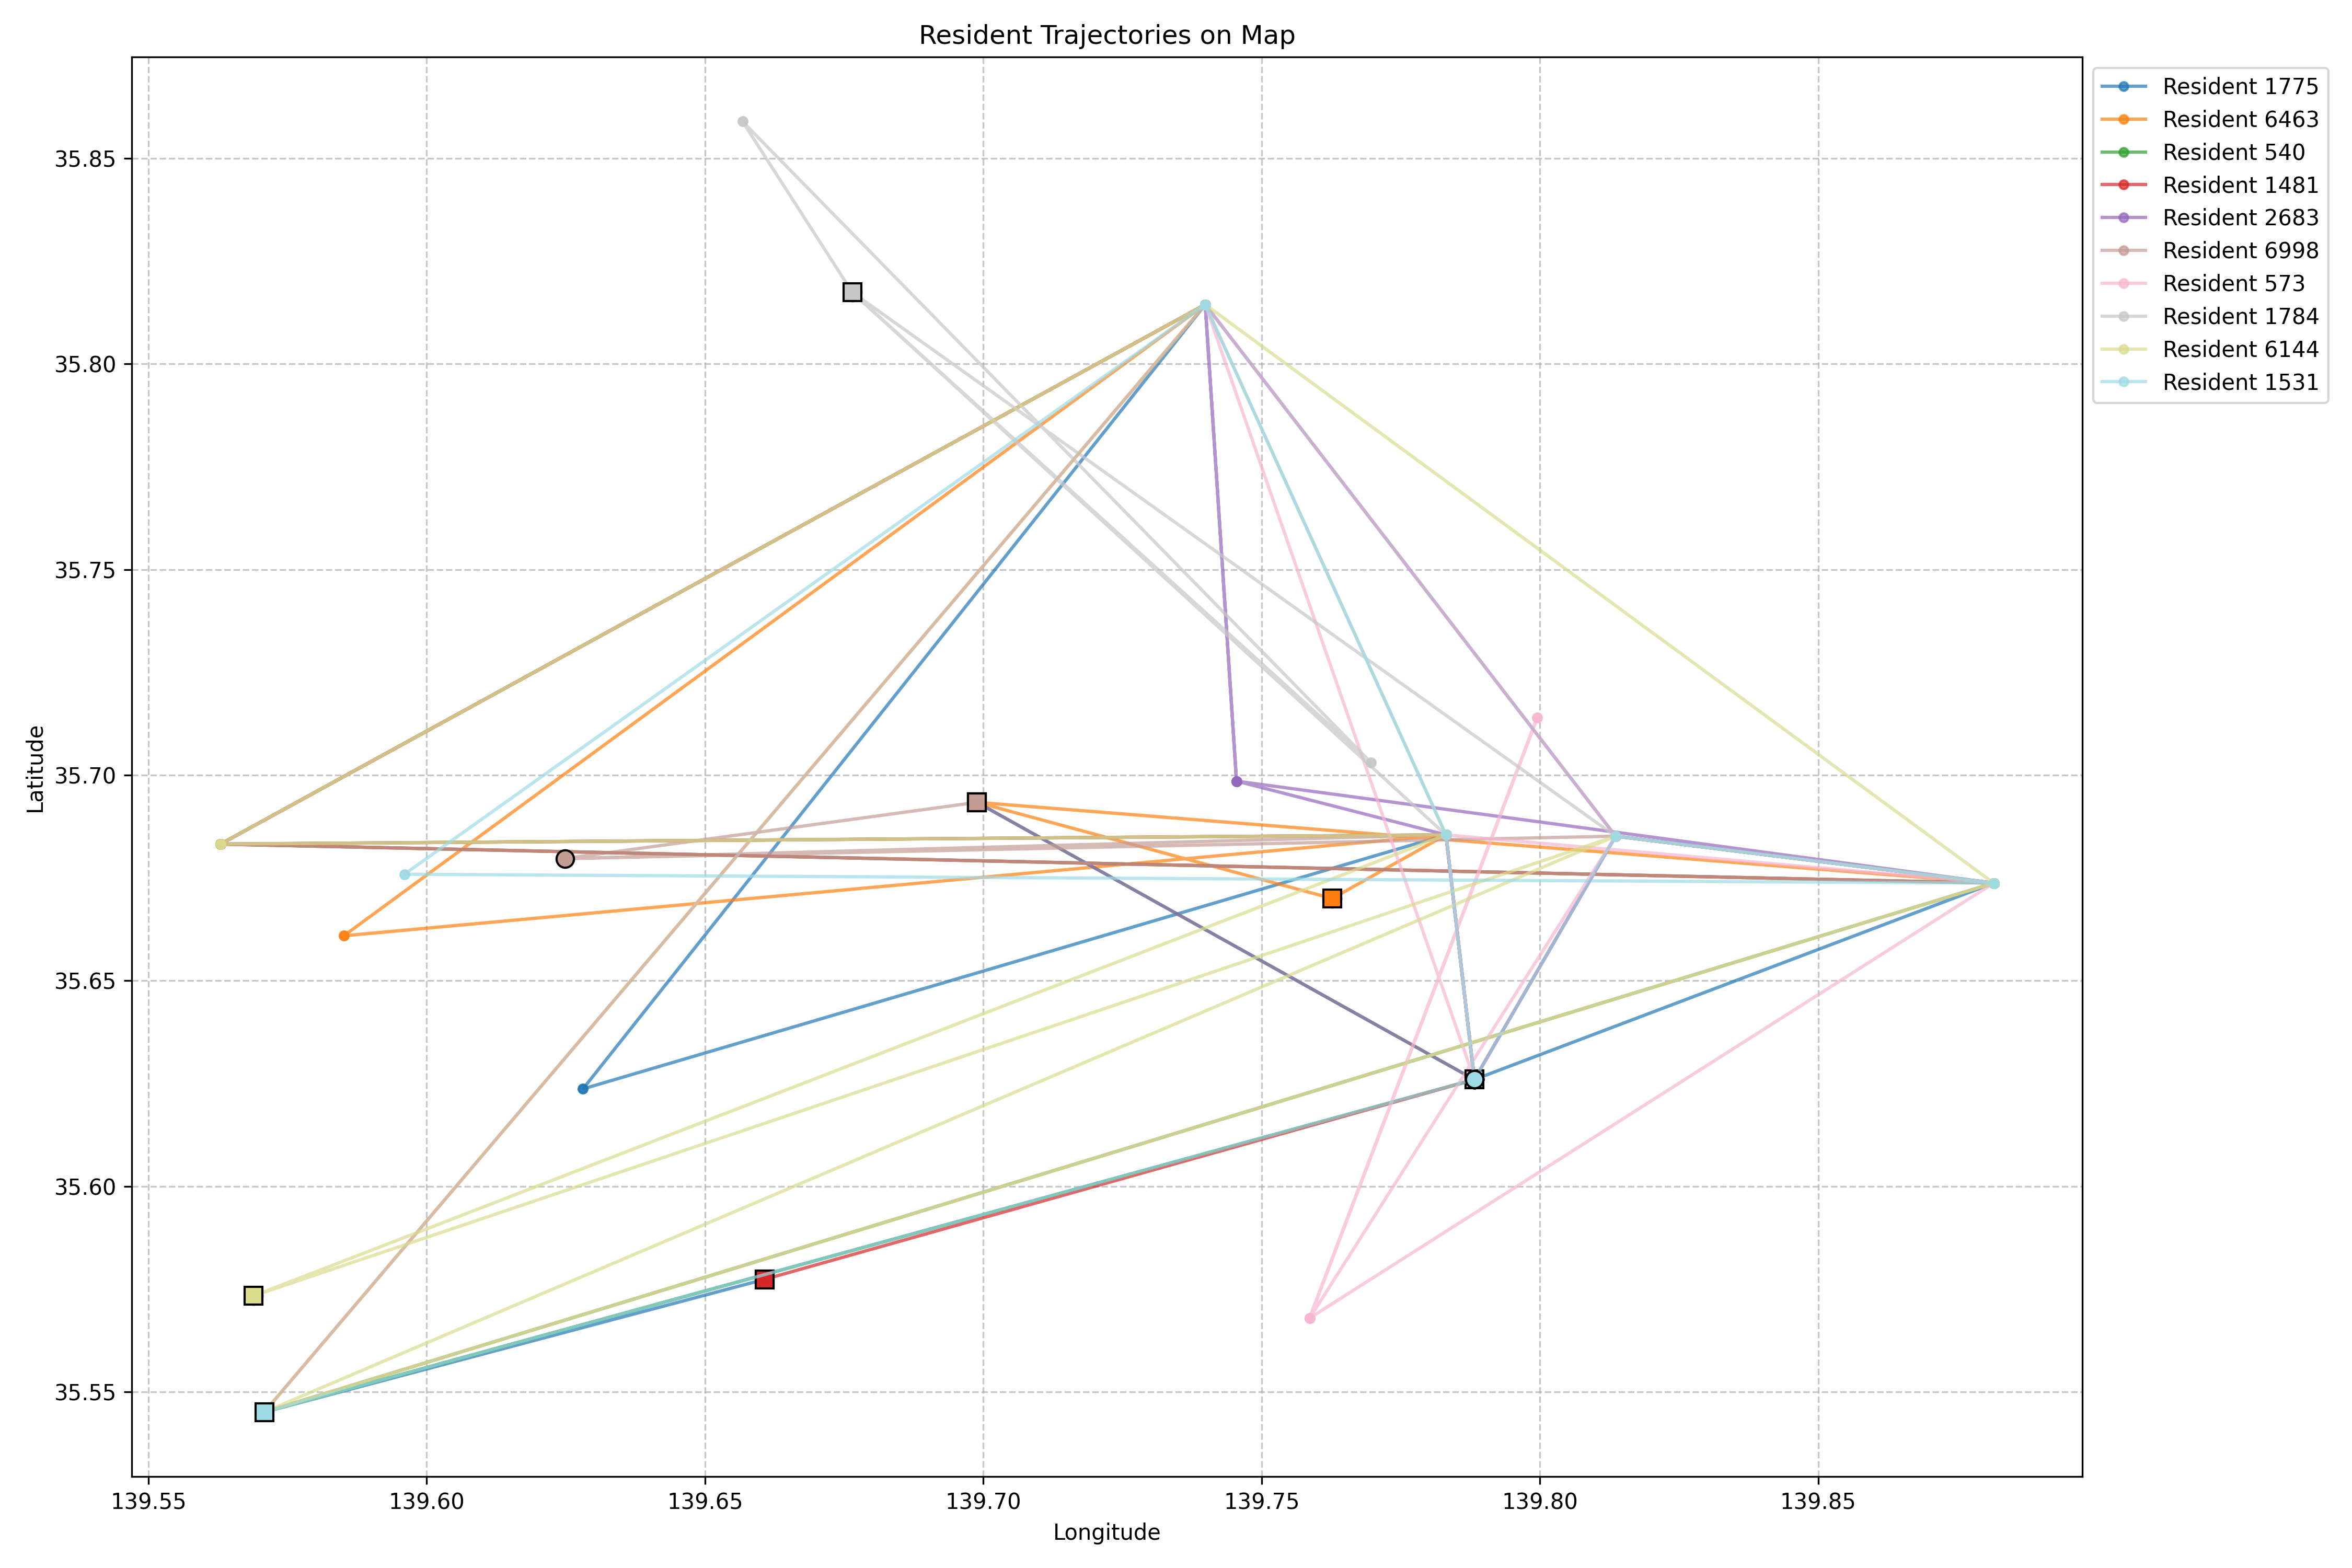 Resident Trajectories on Map
Resident 1775
Resident 6463
Resident 540
Resident 1481
Resident 2683
Resident 6998
Resident 573
Resident 1784
Resident 6144
Resident 1531
35.85
35.80
35.75
35.70
35.65
35.60
35.55
Latitude
139.55 139.60 139.65 139.70 139.75 139.80 139.85
Longitude